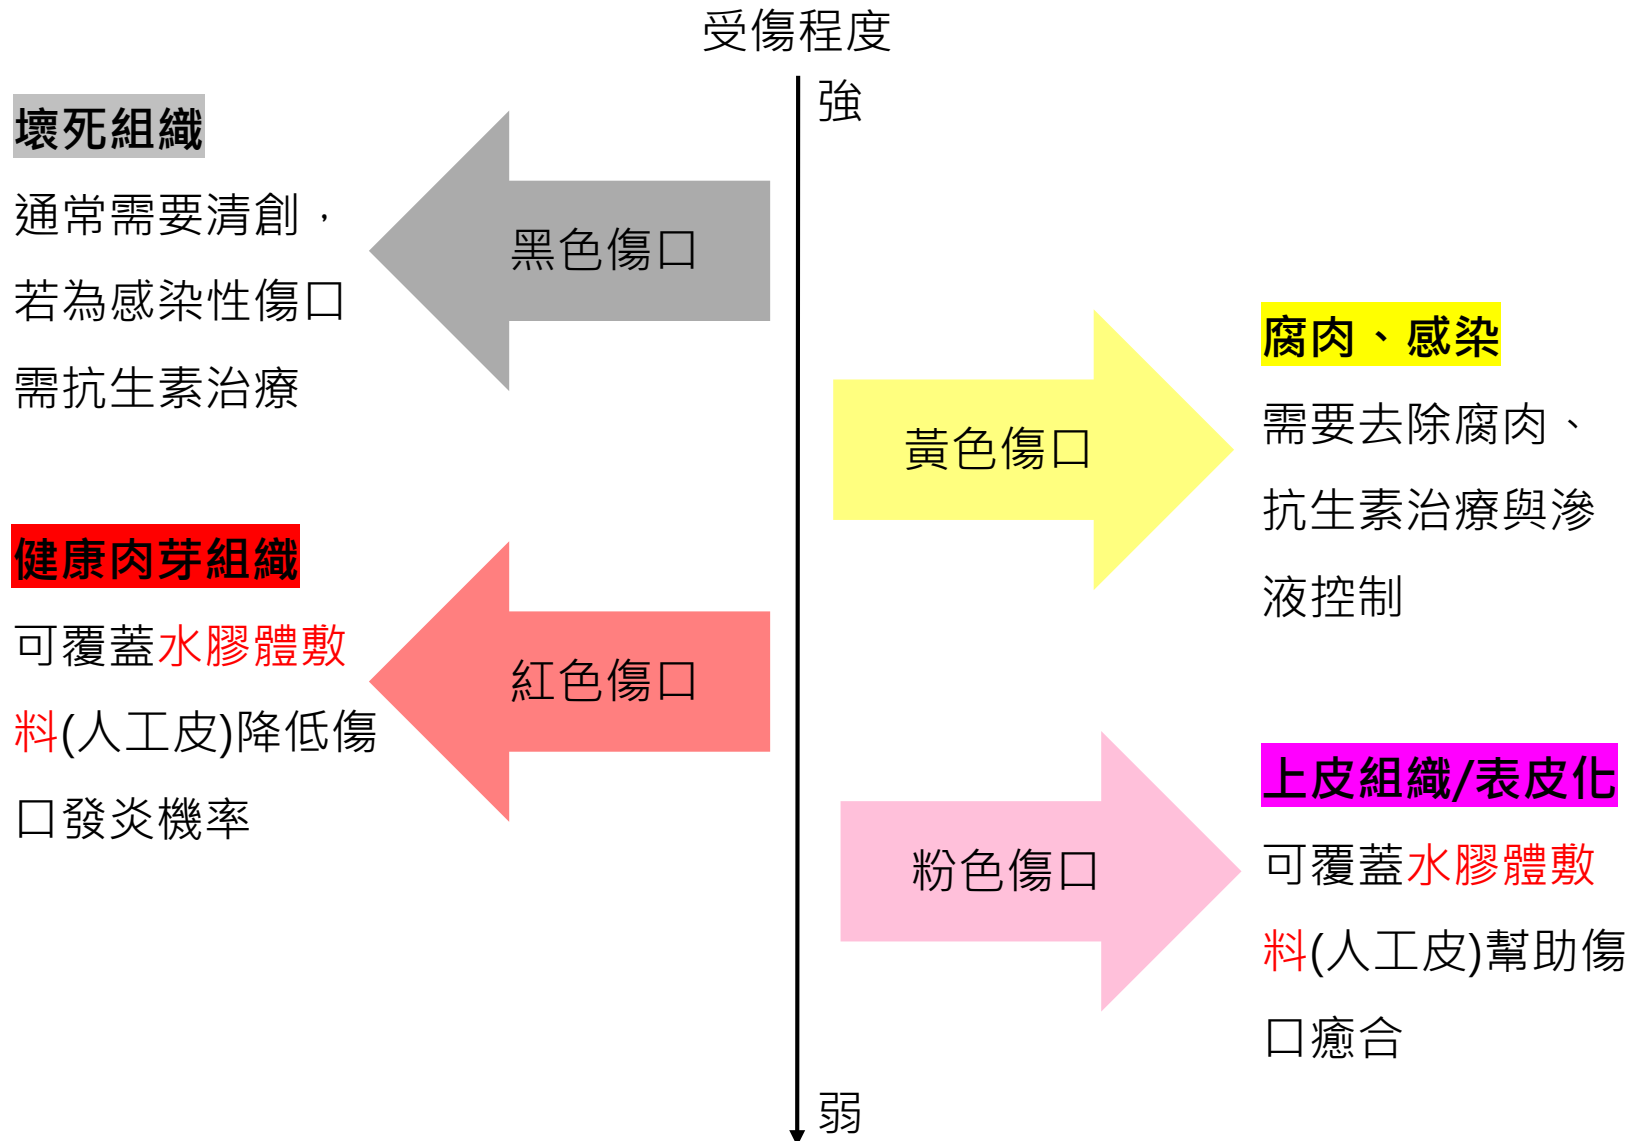 受傷程度
強
壞死組織
通常需要清創，
若為感染性傷口
需抗生素治療
黑色傷口
腐肉、感染
需要去除腐肉、
抗生素治療與滲
液控制
黃色傷口
健康肉芽組織
可覆蓋水膠體敷
料(人工皮)降低傷
口發炎機率
紅色傷口
上皮組織/表皮化
可覆蓋水膠體敷
料(人工皮)幫助傷
口癒合
粉色傷口
弱